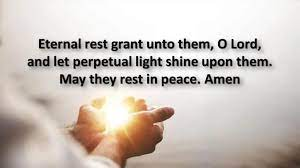 Eternal rest grant unto them, O Lord,
and let perpetual light shine upon them.
May they rest in peace. Amen